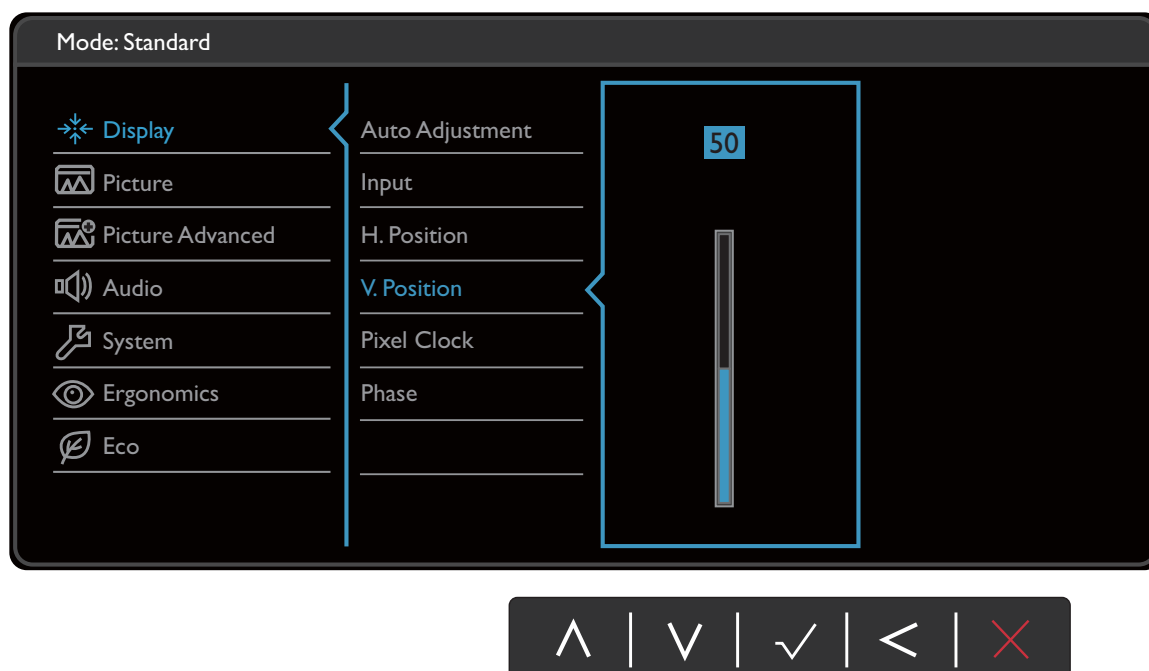 Mode: Standard
Display
Picture
Picture Advanced
Audio
System
Ergonomics
Eco
Auto Adjustment
Input
H. Position
V. Position
Pixel Clock
Phase
50